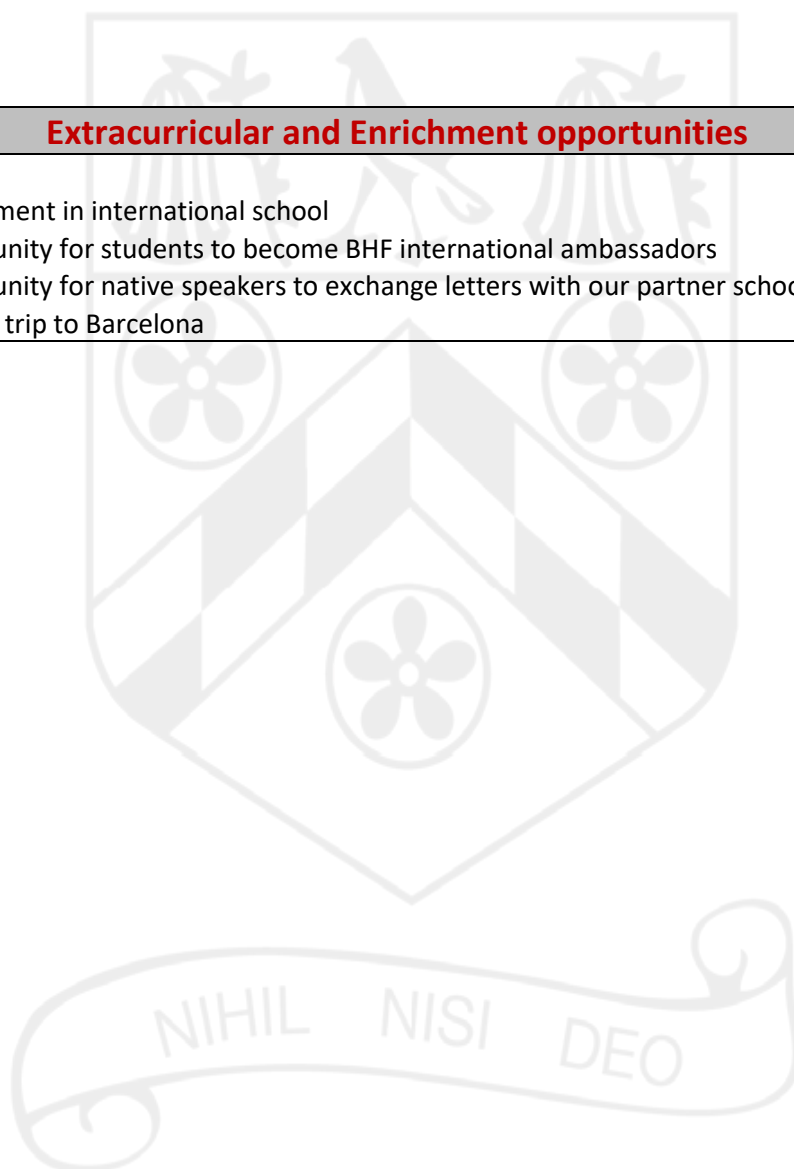 Extracurricular and Enrichment opportunities
ment in international school
unity for students to become BHF international ambassadors
unity for native speakers to exchange letters with our partner schoo
trip to Barcelona
NIHIL NISI DEO